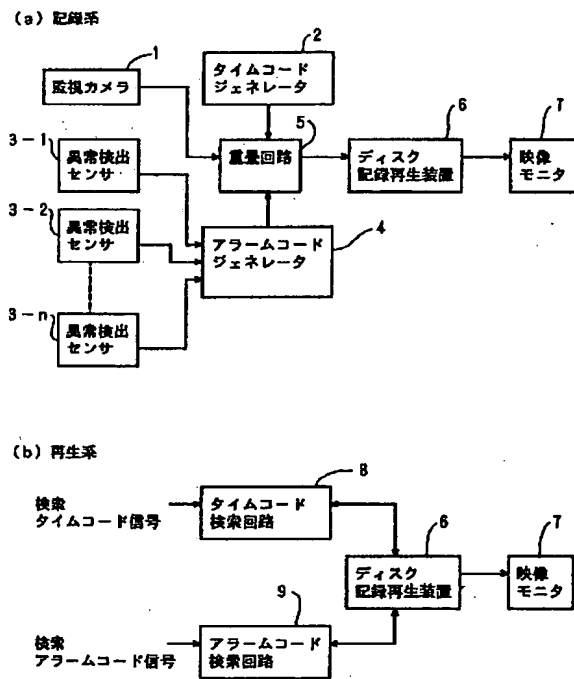 (a) 記録系
1
監視カメラ
2
タイムコード
ジェネレータ
3-1
異常検出
センサ
3-2
異常検出
センサ
3-n
異常検出
センサ
5
重畳回路
4
アラームコード
ジェネレータ
6
ディスク
記録再生装置
7
映像
モニタ
(b) 再生系
検索
タイムコード信号
8
タイムコード
検索回路
検索
アラームコード信号
9
アラームコード
検索回路
6
ディスク
記録再生装置
7
映像
モニタ